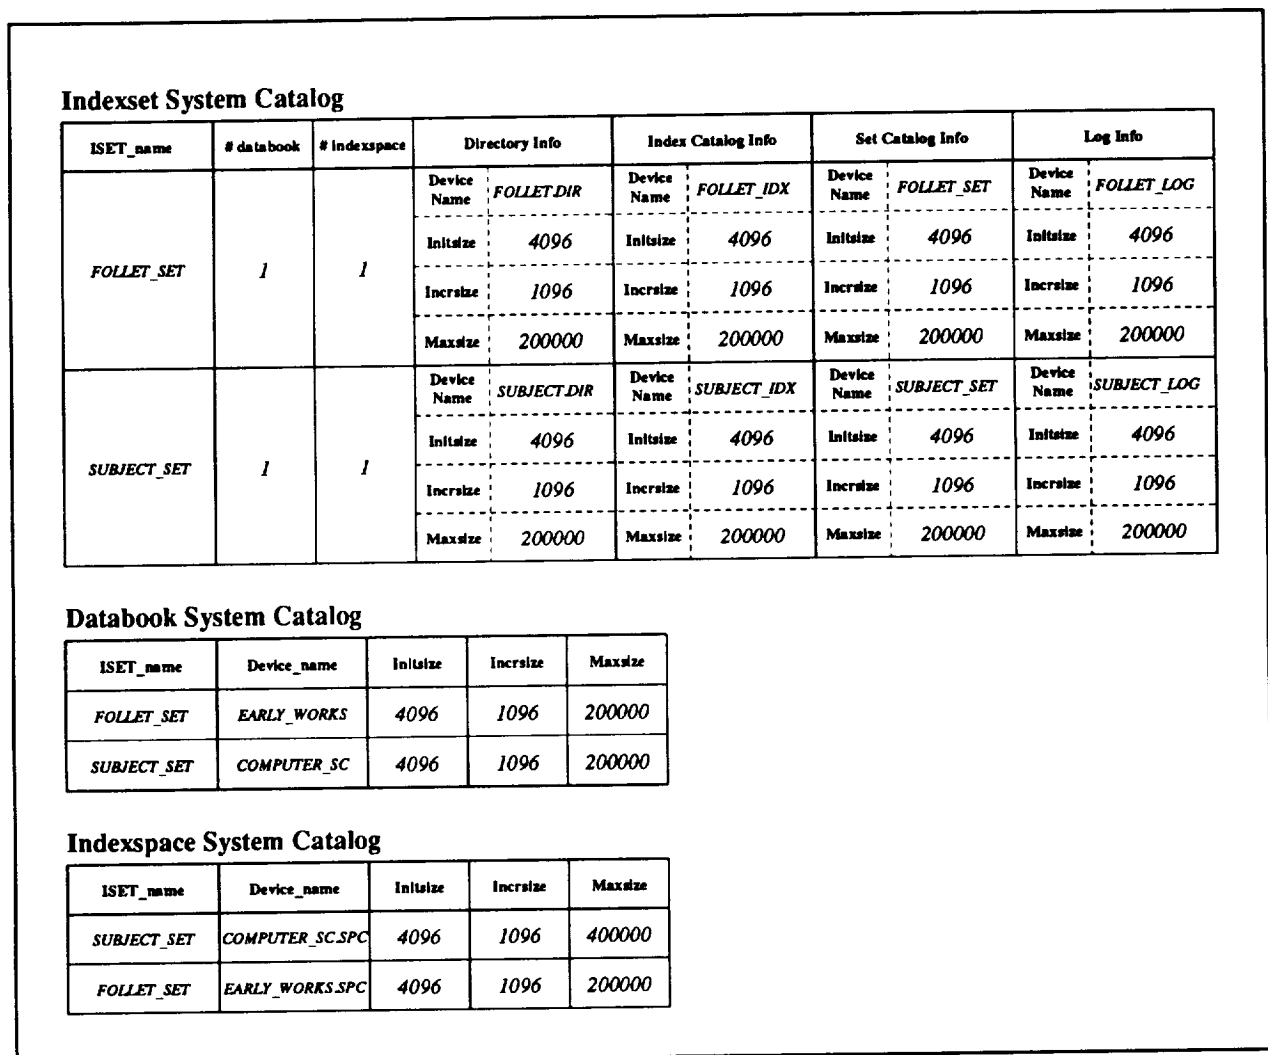 Indexset System Catalog
ISET_name # databook # indexspace Directory Info Index Catalog Info Set Catalog Info Log Info
FOLLET_SET 1 1
Device Name FOLLET.DIR Device Name FOLLET_IDX Device Name FOLLET_SET Device Name FOLLET_LOG
Initsize 4096 Initsize 4096 Initsize 4096 Initsize 4096
Incrsize 1096 Incrsize 1096 Incrsize 1096 Incrsize 1096
Maxsize 200000 Maxsize 200000 Maxsize 200000 Maxsize 200000
SUBJECT_SET 1 1
Device Name SUBJECT.DIR Device Name SUBJECT_IDX Device Name SUBJECT_SET Device Name SUBJECT_LOG
Initsize 4096 Initsize 4096 Initsize 4096 Initsize 4096
Incrsize 1096 Incrsize 1096 Incrsize 1096 Incrsize 1096
Maxsize 200000 Maxsize 200000 Maxsize 200000 Maxsize 200000
Databook System Catalog
ISET_name Device_name Initsize Incrsize Maxsize
FOLLET_SET EARLY_WORKS 4096 1096 200000
SUBJECT_SET COMPUTER_SC 4096 1096 200000
Indexspace System Catalog
ISET_name Device_name Initsize Incrsize Maxsize
SUBJECT_SET COMPUTER_SC.SPC 4096 1096 400000
FOLLET_SET EARLY_WORKS.SPC 4096 1096 200000